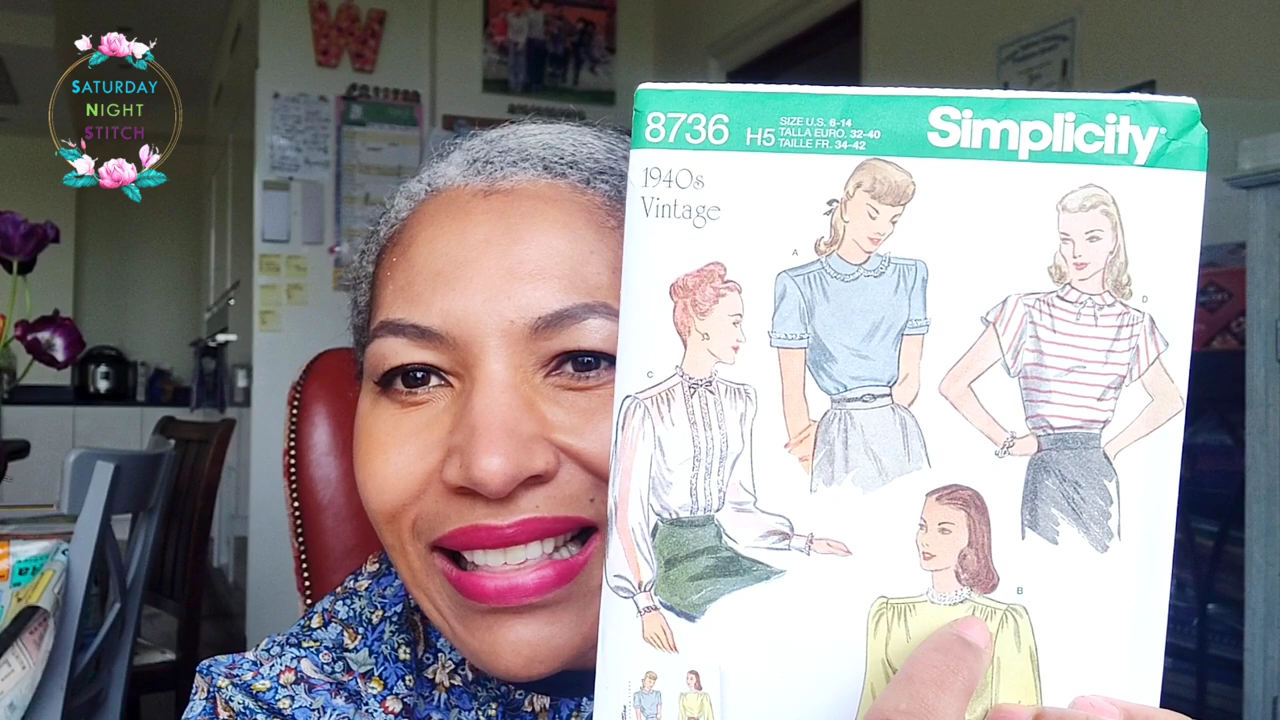 SATURDAY
NIGHT
STITCH
W
8736
H5
SIZE U.S. 6-14
TALLA EURO. 32-40
TAILLE FR. 34-42
Simplicity
1940s
Vintage
A
D
C
B